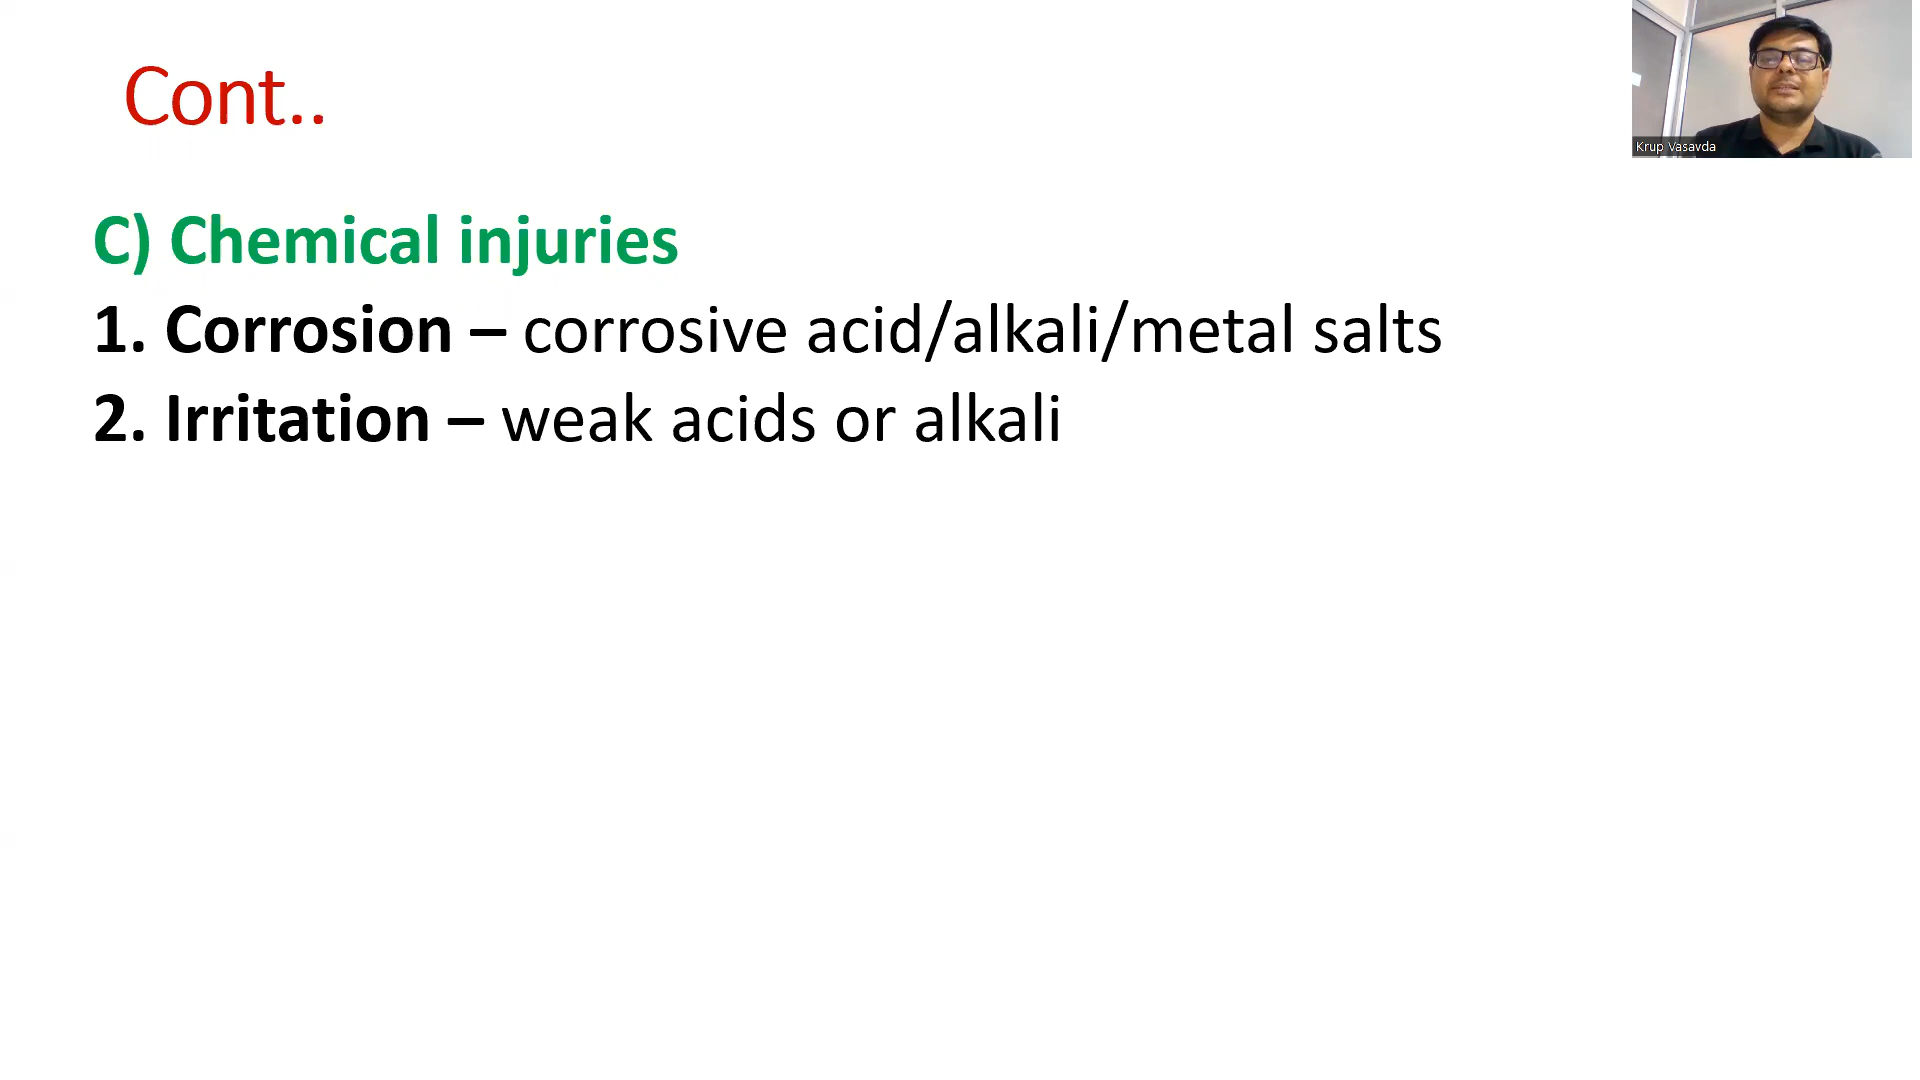 Cont..
Krup Vasavda
C) Chemical injuries
1. Corrosion – corrosive acid/alkali/metal salts
2. Irritation – weak acids or alkali